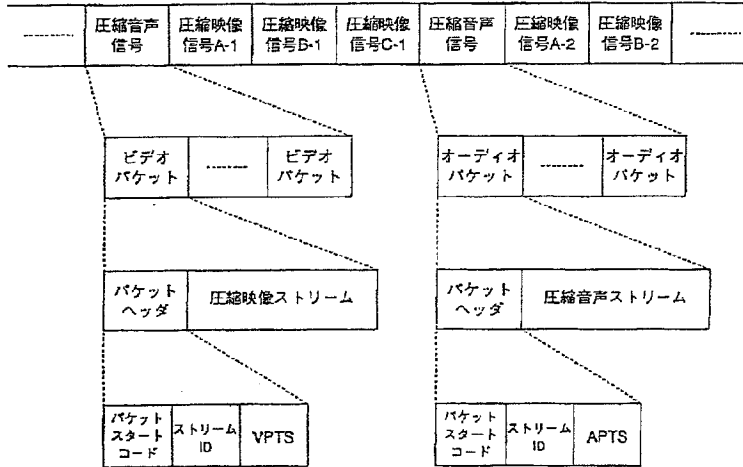 圧縮音声 圧縮映像 圧縮映像 圧縮映像 圧縮音声 圧縮映像 圧縮映像
信号 信号A-1 信号B-1 信号C-1 信号 信号A-2 信号B-2
ビデオ ビデオ オーディオ オーディオ
パケット パケット パケット パケット
パケット 圧縮映像ストリーム パケット 圧縮音声ストリーム
ヘッダ ヘッダ
パケット
スタート
コード
ストリーム
ID
VPTS
パケット
スタート
コード
ストリーム
ID
APTS